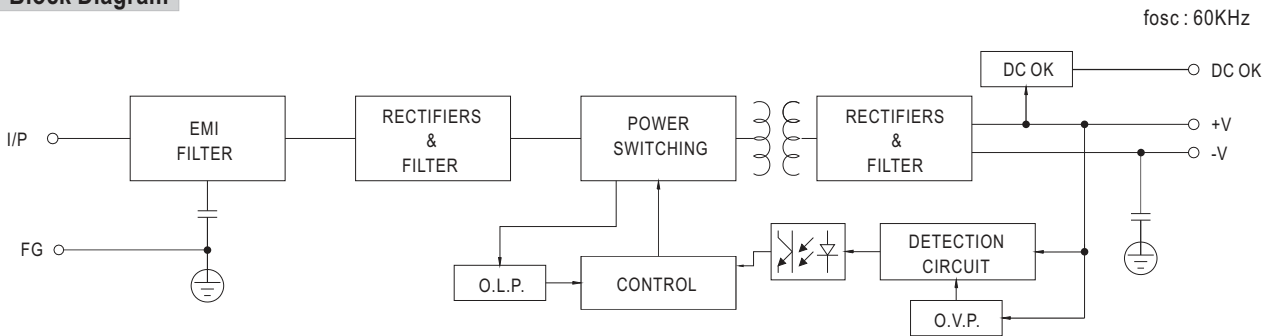 Block Diagram
fosc : 60KHz
DC OK
DC OK
I/P
EMI
FILTER
RECTIFIERS
&
FILTER
POWER
SWITCHING
RECTIFIERS
&
FILTER
+V
-V
FG
O.L.P.
CONTROL
DETECTION
CIRCUIT
O.V.P.